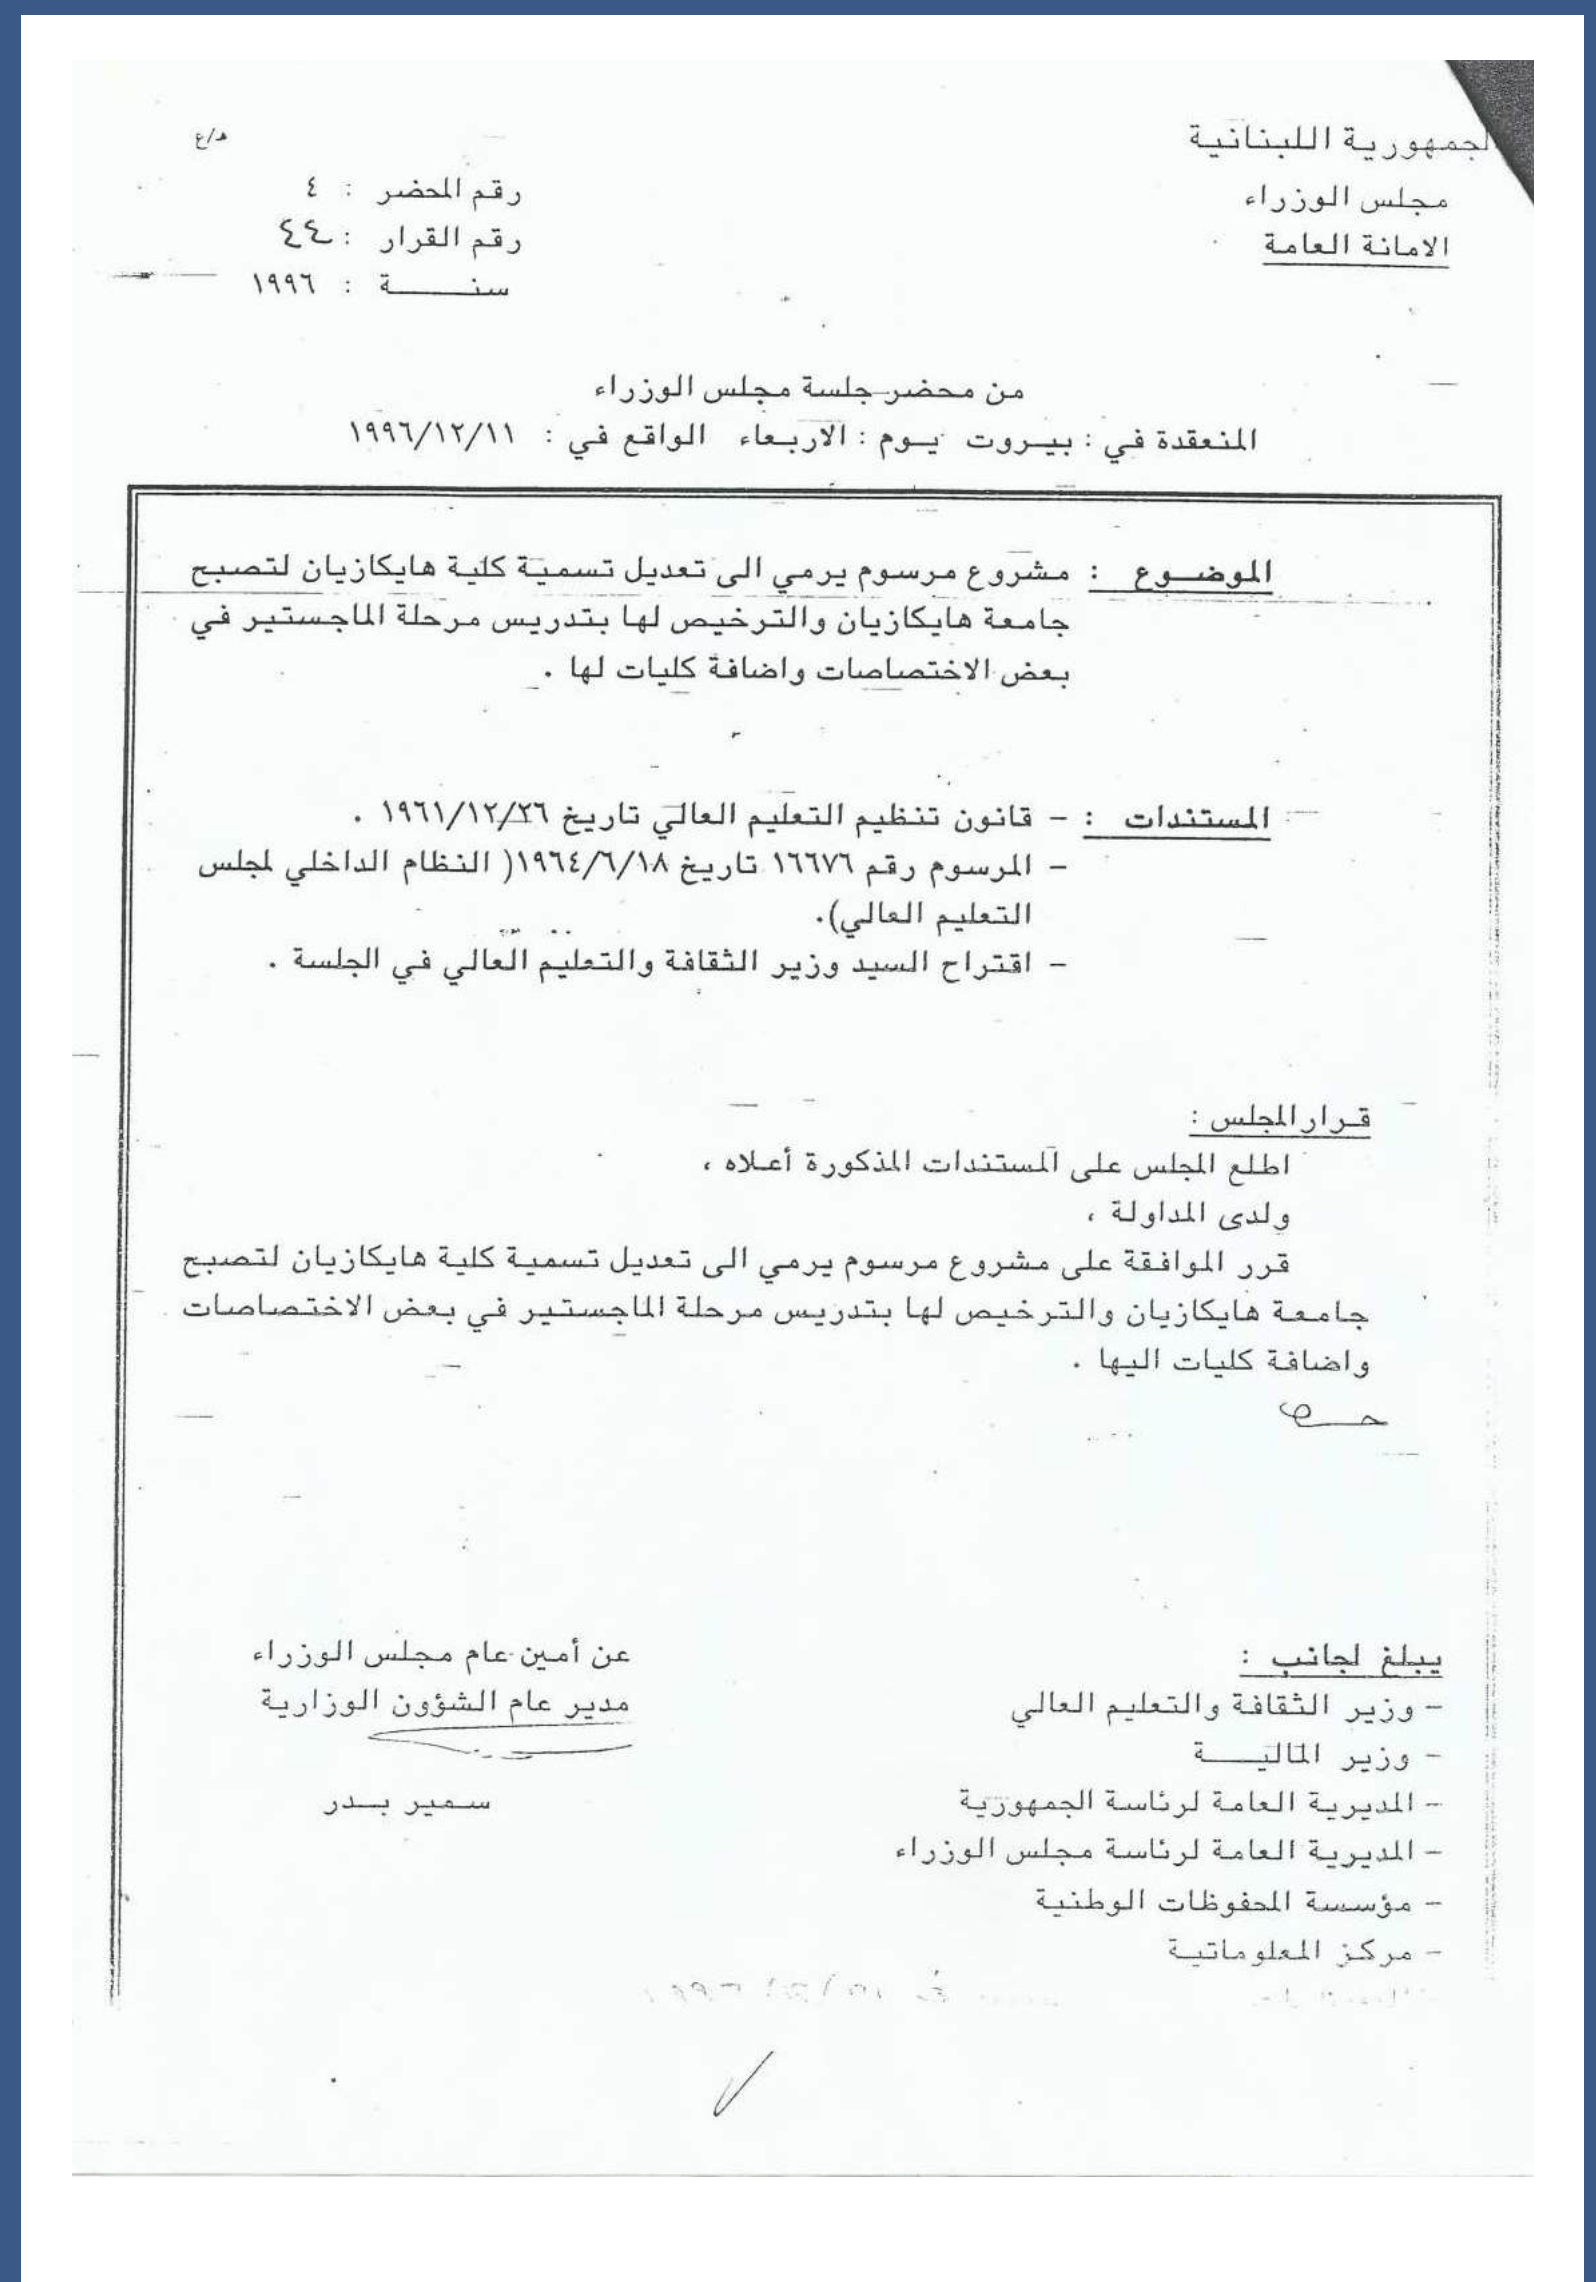 الجمهورية اللبنانية
مجلس الوزراء
الامانة العامة
هـ/ع
رقم المحضر : ٤
رقم القرار : ٤٤
سنــــة : ١٩٩٦
من محضر جلسة مجلس الوزراء
المنعقدة في : بيـروت يـوم : الاربـعاء الواقع في : ١٩٩٦/١٢/١١
الموضــوع : مشروع مرسوم يرمي الى تعديل تسمية كلية هايكازيان لتصبح
جامعة هايكازيان والترخيص لها بتدريس مرحلة الماجستير في
بعض الاختصاصات واضافة كليات لها .
المستندات : - قانون تنظيم التعليم العالي تاريخ ١٩٦١/١٢/٢٦ .
- المرسوم رقم ١٦٦٧٦ تاريخ ١٩٦٤/٦/١٨( النظام الداخلي لمجلس
التعليم العالي).
- اقتراح السيد وزير الثقافة والتعليم العالي في الجلسة .
قـرار المجلس :
اطلع المجلس على المستندات المذكورة أعلاه ،
ولدى المداولة ،
قرر الموافقة على مشروع مرسوم يرمي الى تعديل تسمية كلية هايكازيان لتصبح
جامعة هايكازيان والترخيص لها بتدريس مرحلة الماجستير في بعض الاختصاصات
واضافة كليات اليها .
يبلغ لجانب :
- وزير الثقافة والتعليم العالي
- وزير الماليــــة
- المديرية العامة لرئاسة الجمهورية
- المديرية العامة لرئاسة مجلس الوزراء
- مؤسسة المحفوظات الوطنية
- مركز المعلوماتية
عن أمين عام مجلس الوزراء
مدير عام الشؤون الوزارية
سـمير بـدر